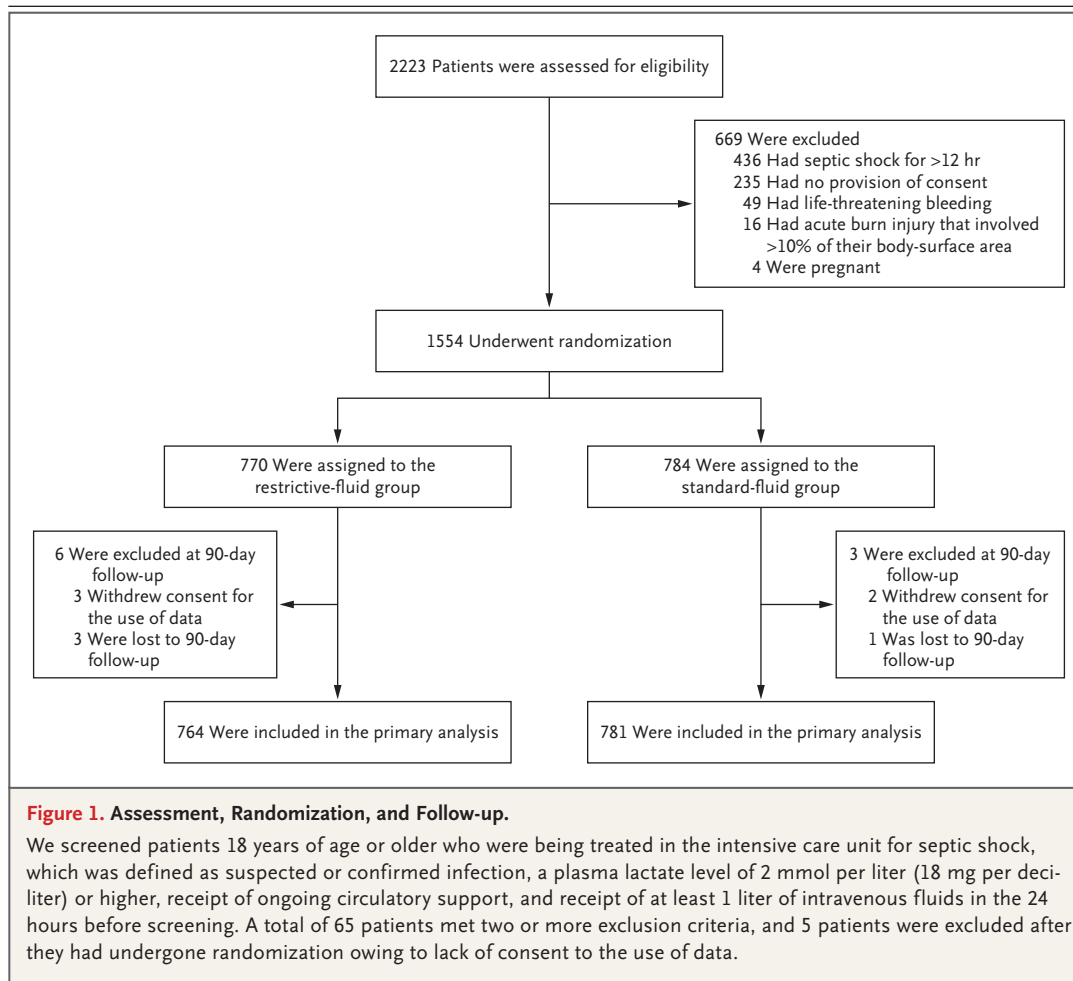 2223 Patients were assessed for eligibility
669 Were excluded
436 Had septic shock for >12 hr
235 Had no provision of consent
49 Had life-threatening bleeding
16 Had acute burn injury that involved
>10% of their body-surface area
4 Were pregnant
1554 Underwent randomization
770 Were assigned to the
restrictive-fluid group
784 Were assigned to the
standard-fluid group
6 Were excluded at 90-day
follow-up
3 Withdrew consent for
the use of data
3 Were lost to 90-day
follow-up
3 Were excluded at 90-day
follow-up
2 Withdrew consent for
the use of data
1 Was lost to 90-day
follow-up
764 Were included in the primary analysis
781 Were included in the primary analysis
Figure 1. Assessment, Randomization, and Follow-up.
We screened patients 18 years of age or older who were being treated in the intensive care unit for septic shock,
which was defined as suspected or confirmed infection, a plasma lactate level of 2 mmol per liter (18 mg per deci-
liter) or higher, receipt of ongoing circulatory support, and receipt of at least 1 liter of intravenous fluids in the 24
hours before screening. A total of 65 patients met two or more exclusion criteria, and 5 patients were excluded after
they had undergone randomization owing to lack of consent to the use of data.